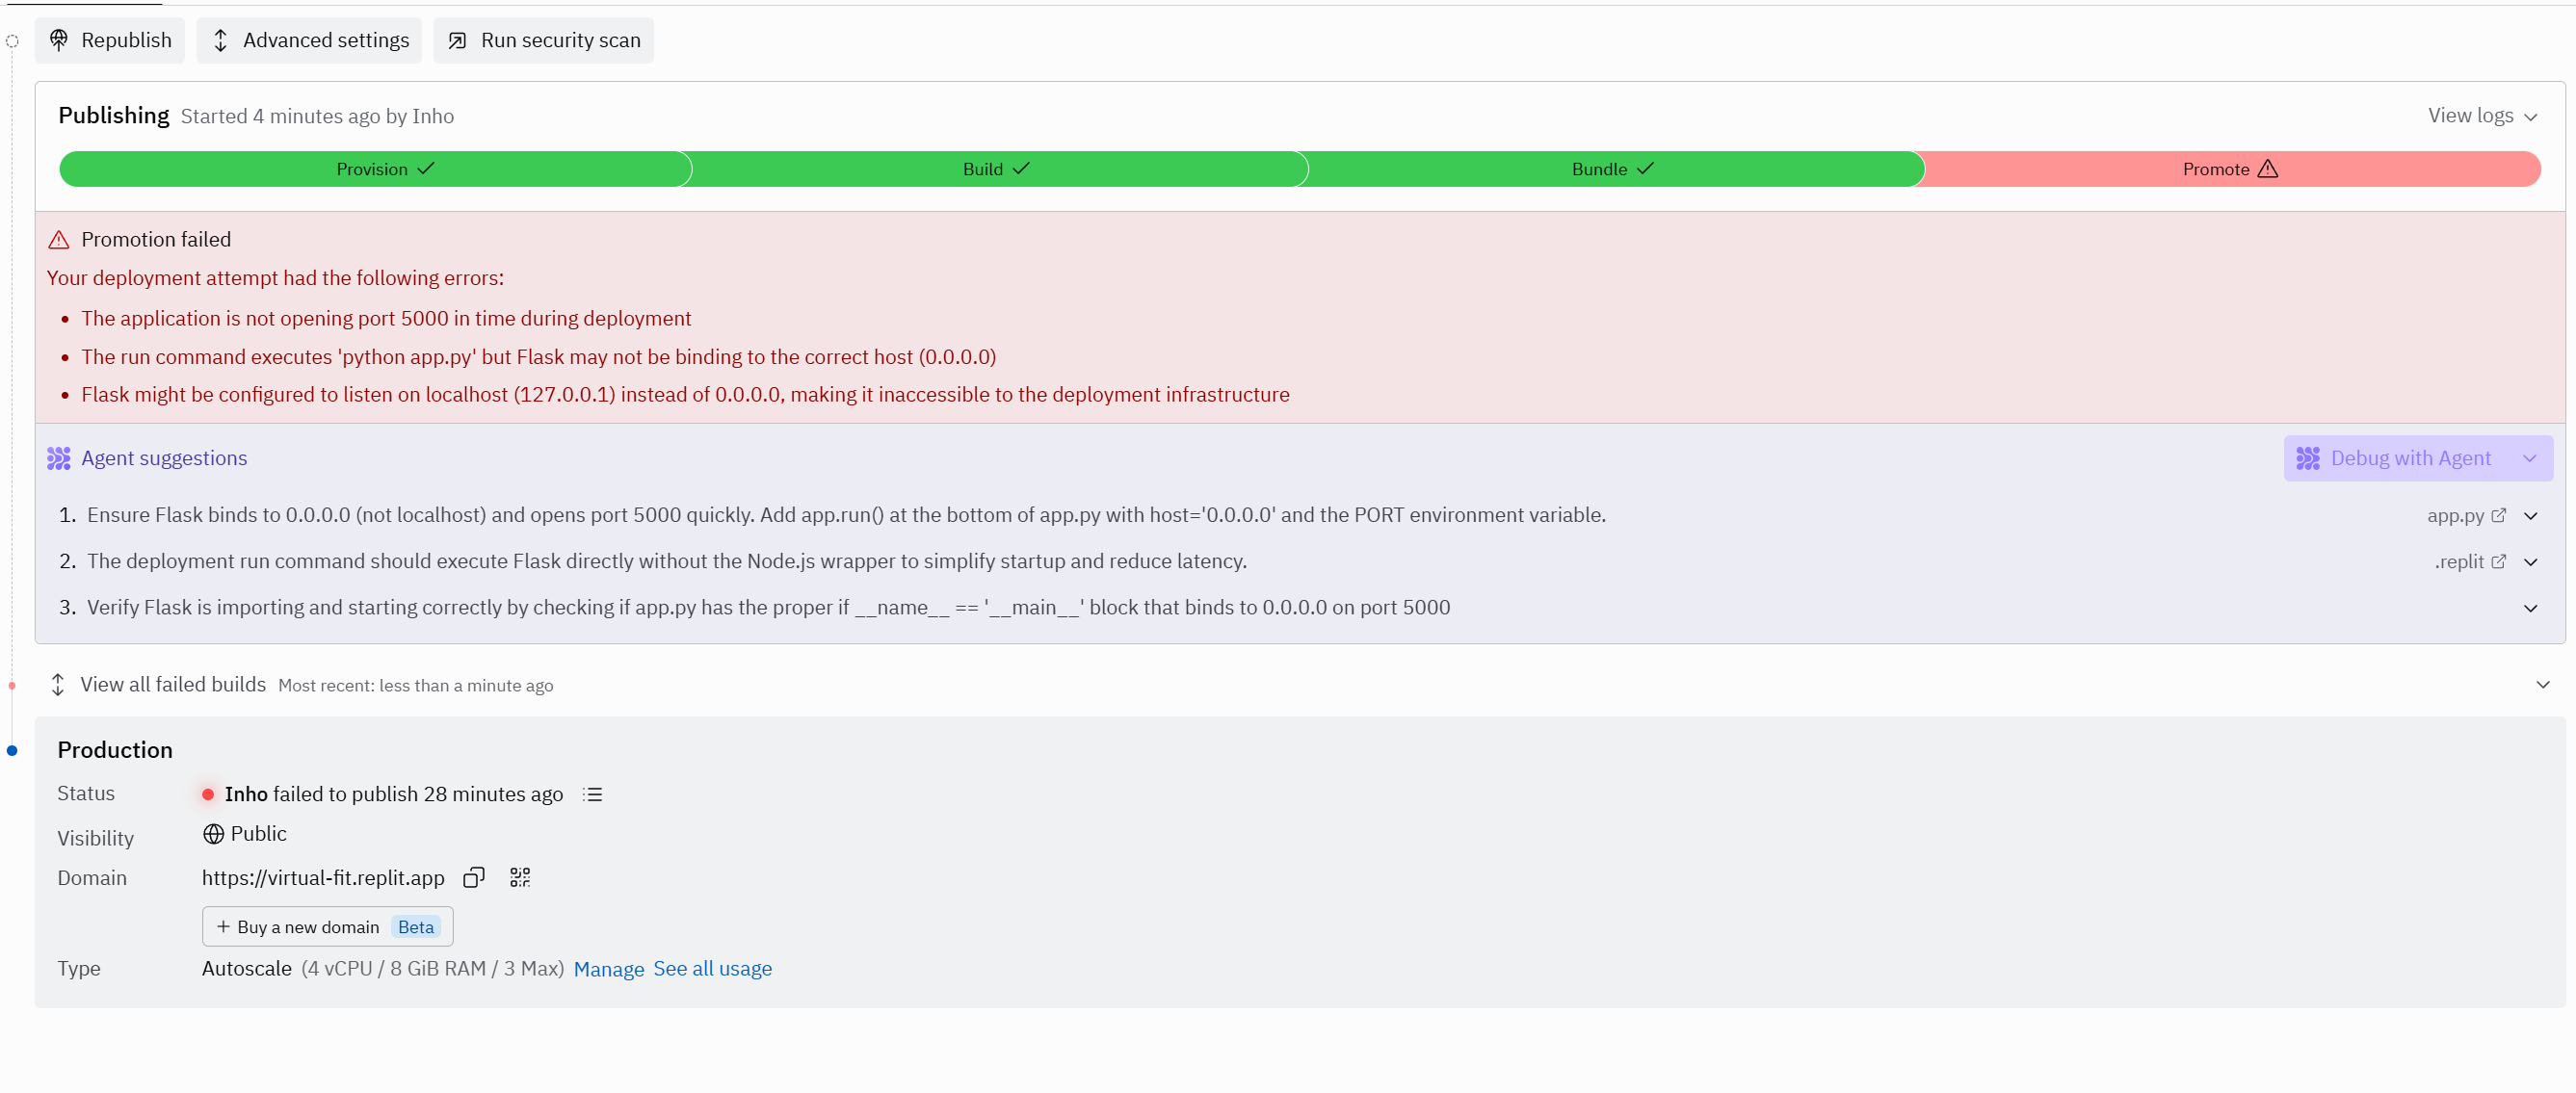 Republish Advanced settings Run security scan
Publishing Started 4 minutes ago by Inho View logs
Provision Build Bundle Promote
Promotion failed
Your deployment attempt had the following errors:
• The application is not opening port 5000 in time during deployment
• The run command executes 'python app.py' but Flask may not be binding to the correct host (0.0.0.0)
• Flask might be configured to listen on localhost (127.0.0.1) instead of 0.0.0.0, making it inaccessible to the deployment infrastructure
Agent suggestions Debug with Agent
1. Ensure Flask binds to 0.0.0.0 (not localhost) and opens port 5000 quickly. Add app.run() at the bottom of app.py with host='0.0.0.0' and the PORT environment variable. app.py
2. The deployment run command should execute Flask directly without the Node.js wrapper to simplify startup and reduce latency. .replit
3. Verify Flask is importing and starting correctly by checking if app.py has the proper if __name__ == '__main__' block that binds to 0.0.0.0 on port 5000
View all failed builds Most recent: less than a minute ago
Production
Status Inho failed to publish 28 minutes ago
Visibility Public
Domain https://virtual-fit.replit.app
+ Buy a new domain Beta
Type Autoscale (4 vCPU / 8 GiB RAM / 3 Max) Manage See all usage